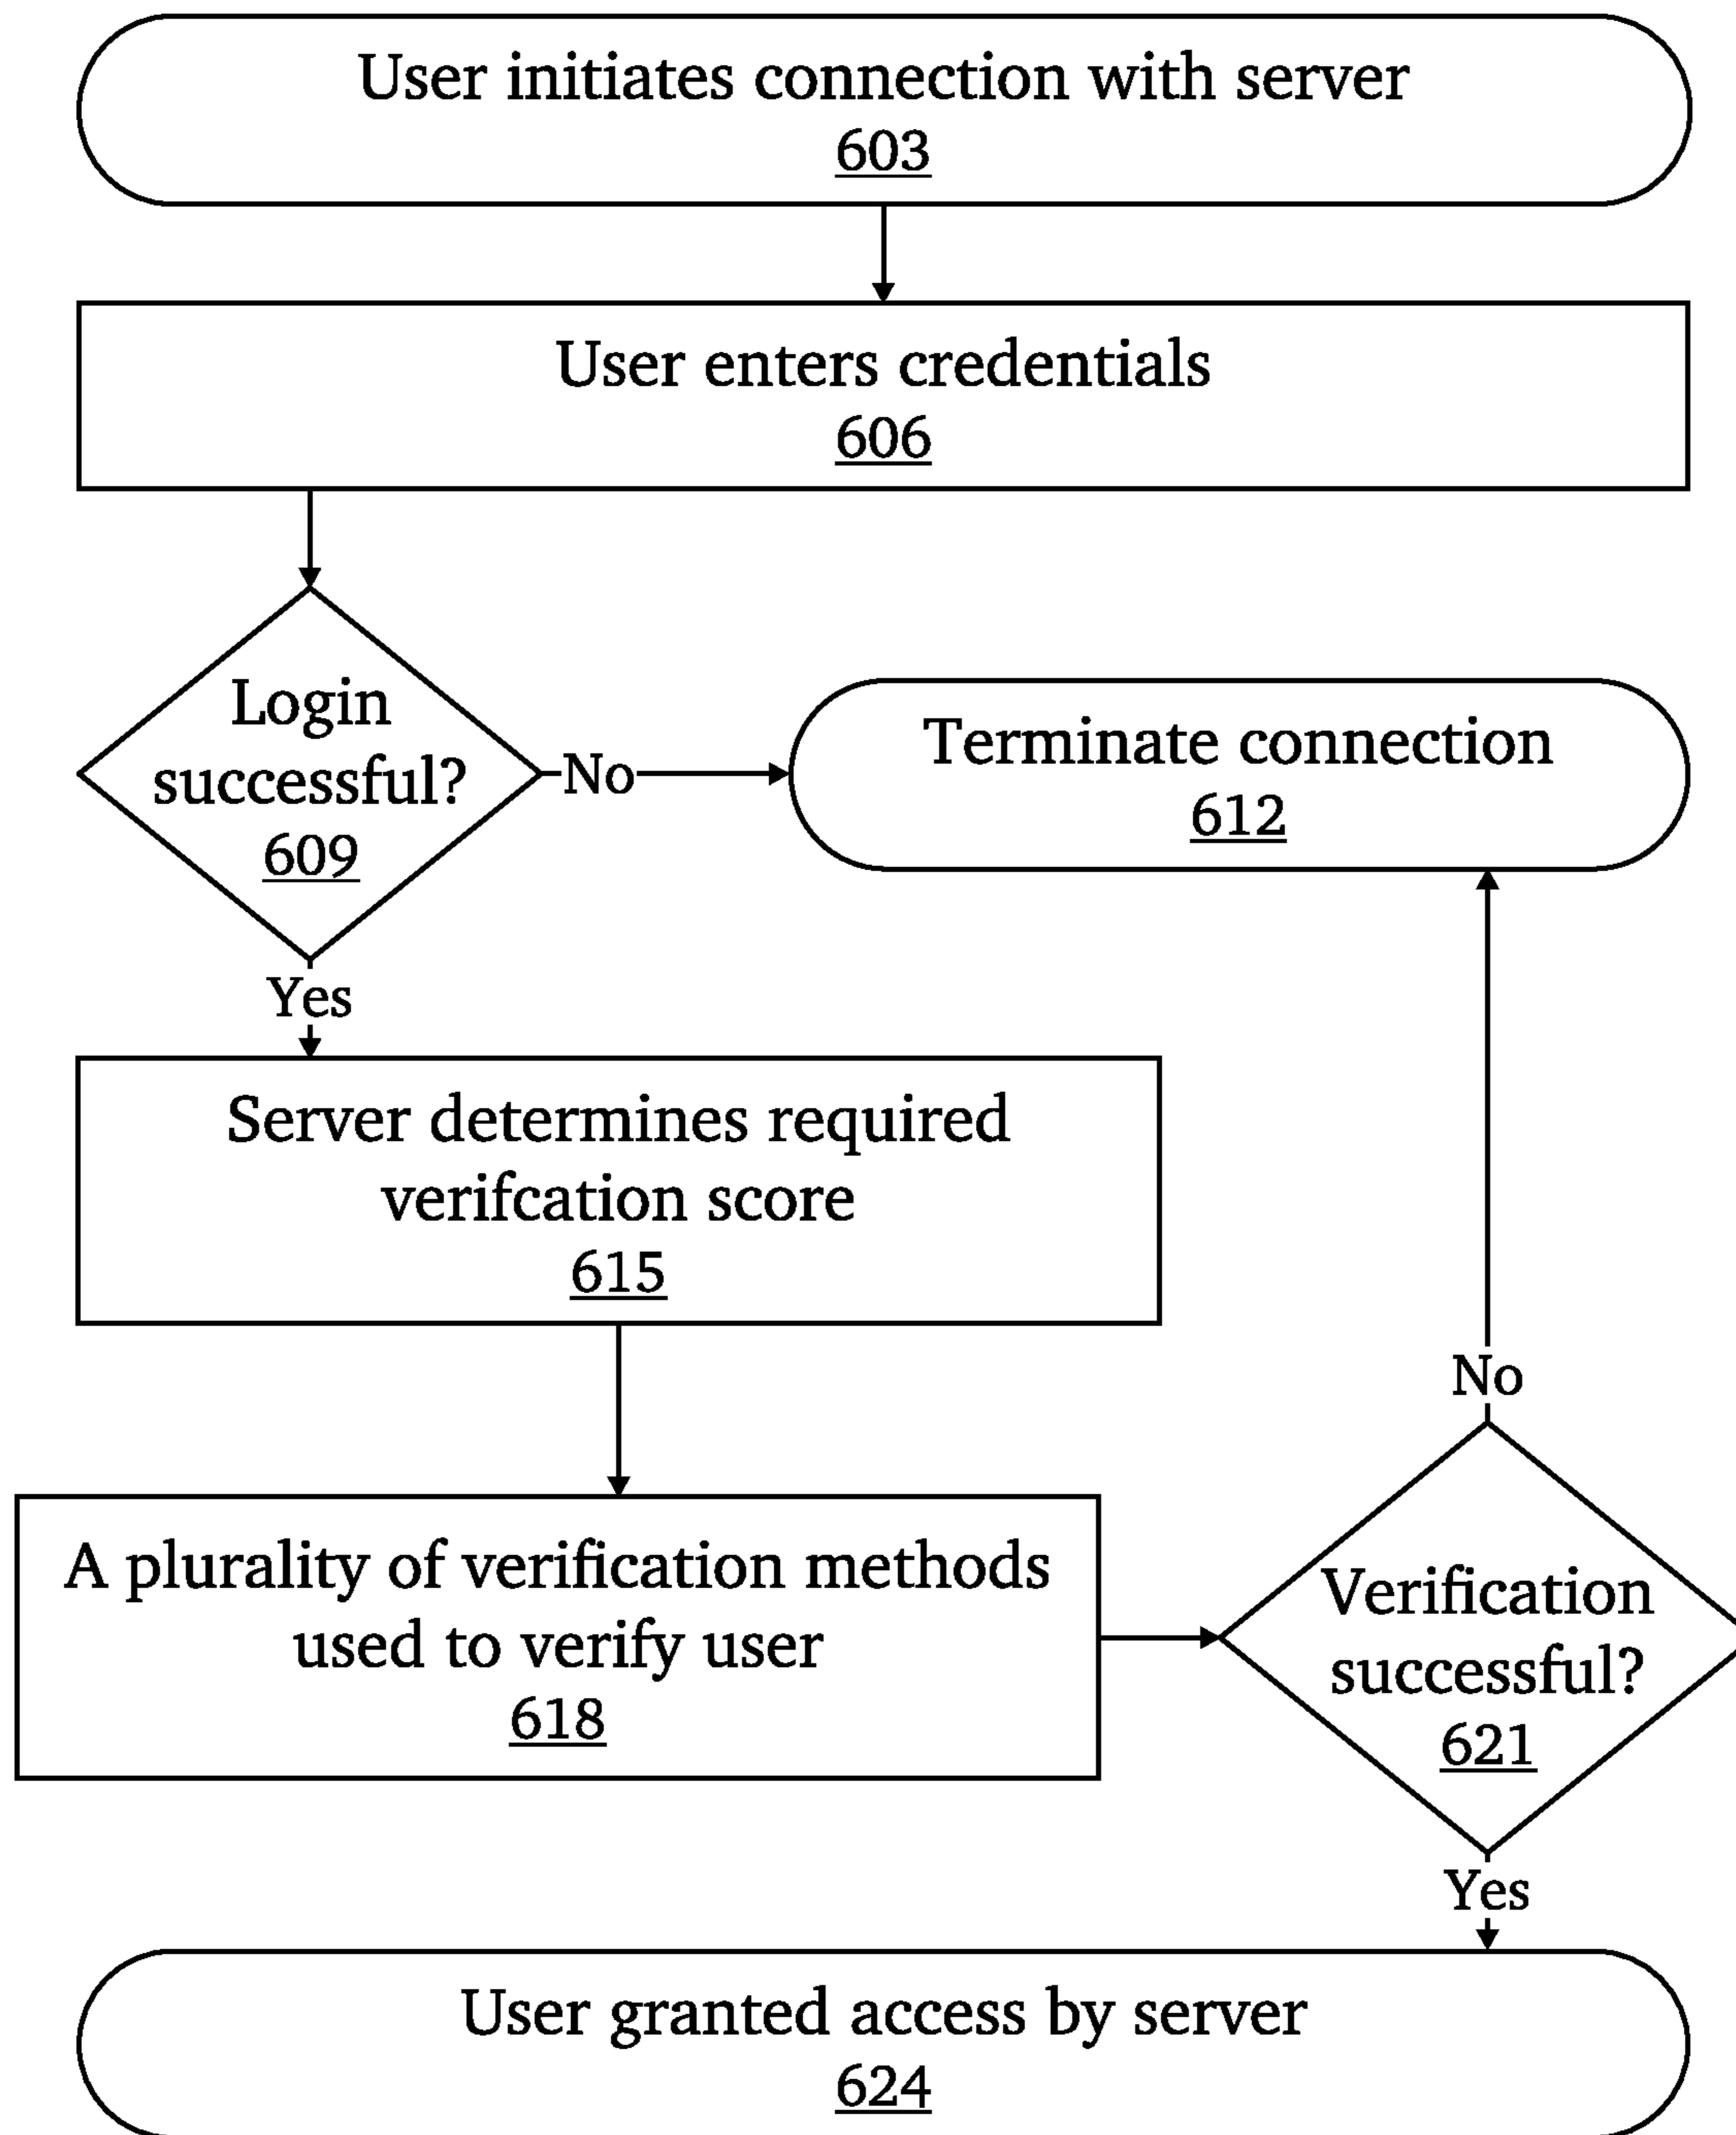 User initiates connection with server
603
User enters credentials
606
Login
successful?
609
No
Terminate connection
612
Yes
Server determines required
verifcation score
615
No
A plurality of verification methods
used to verify user
618
Verification
successful?
621
Yes
User granted access by server
624